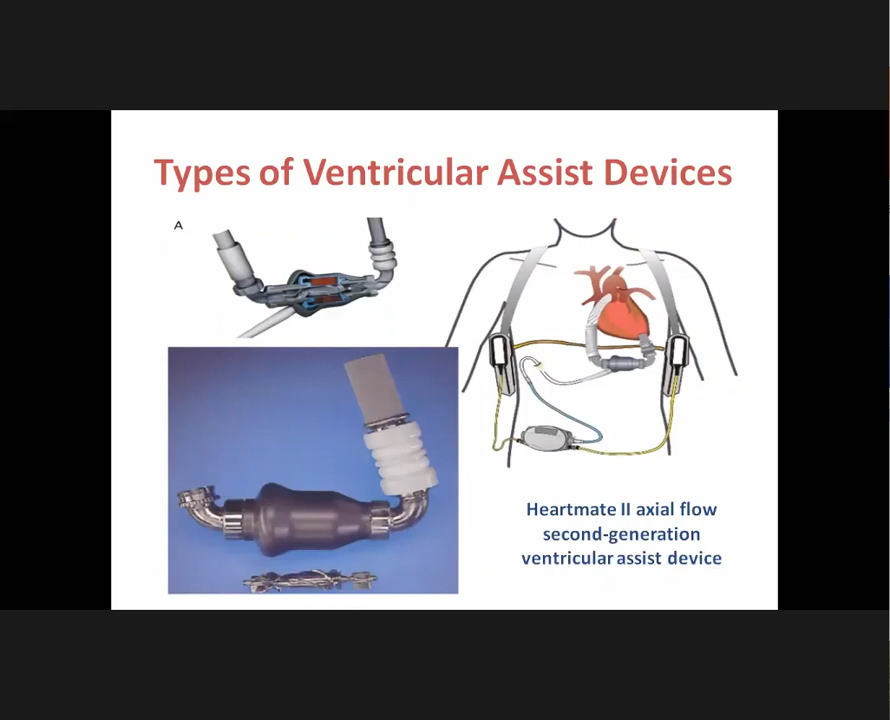 Types of Ventricular Assist Devices
A
Heartmate II axial flow
second-generation
ventricular assist device